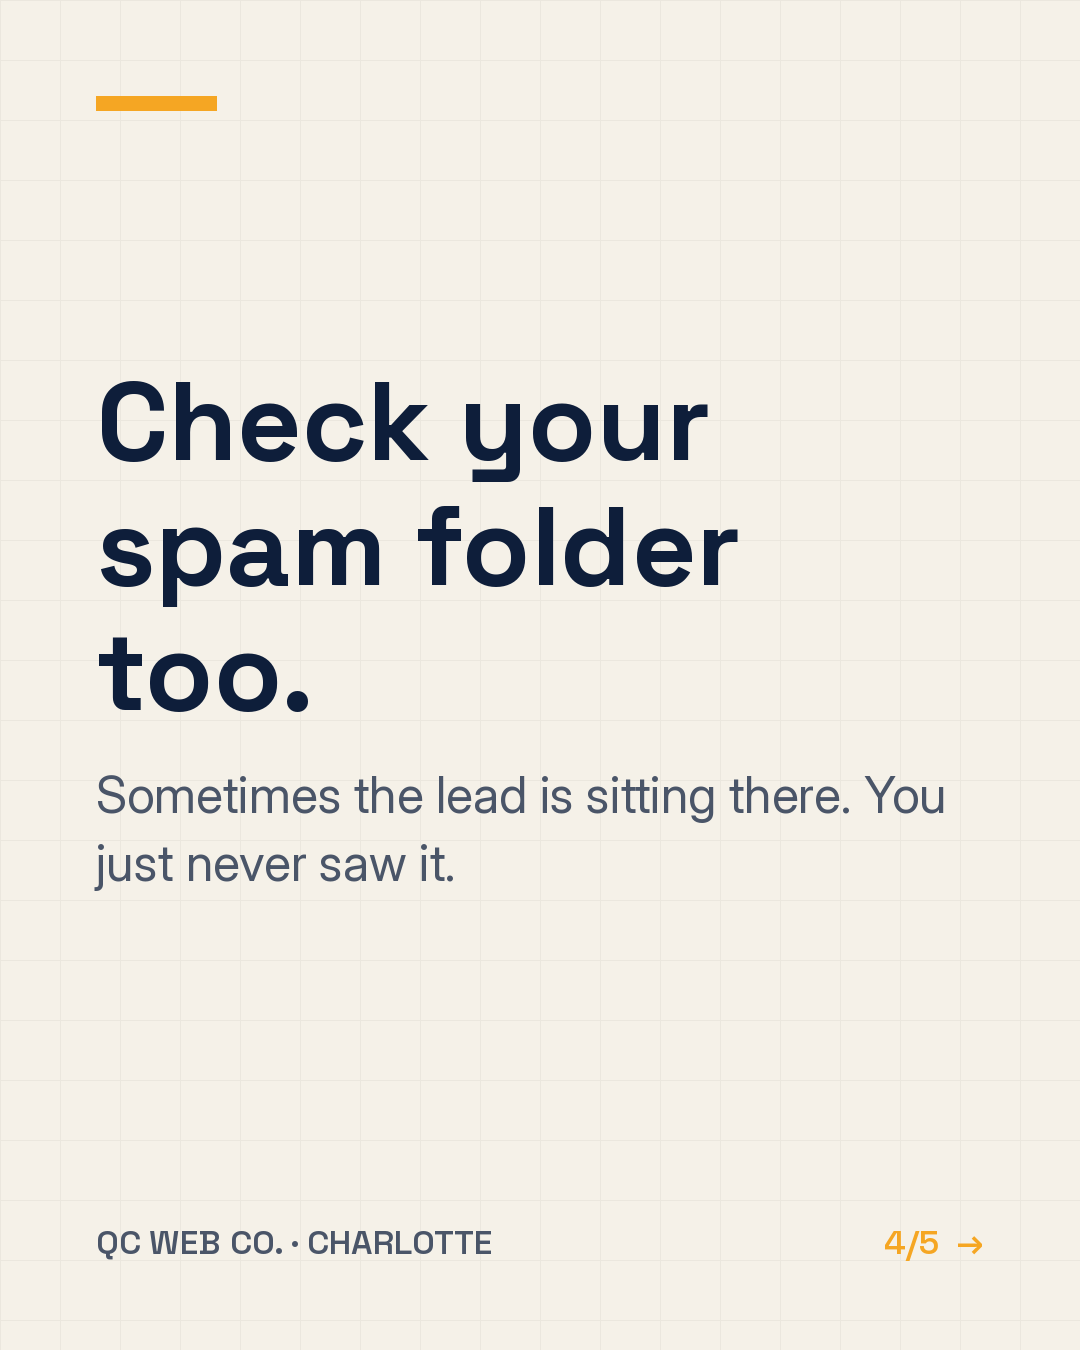 Check your
spam folder
too.
Sometimes the lead is sitting there. You
just never saw it.
QC WEB CO. · CHARLOTTE
4/5 →